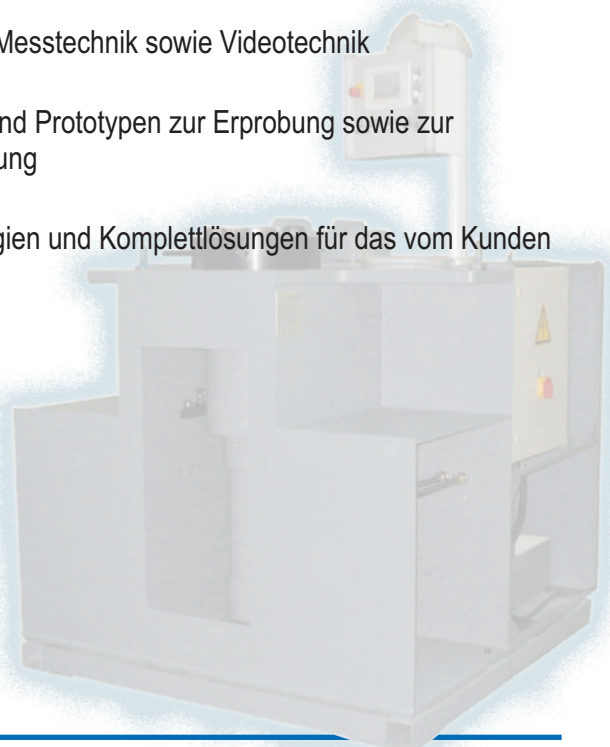 Messtechnik sowie Videotechnik
nd Prototypen zur Erprobung sowie zur
ung
gien und Komplettlösungen für das vom Kunden